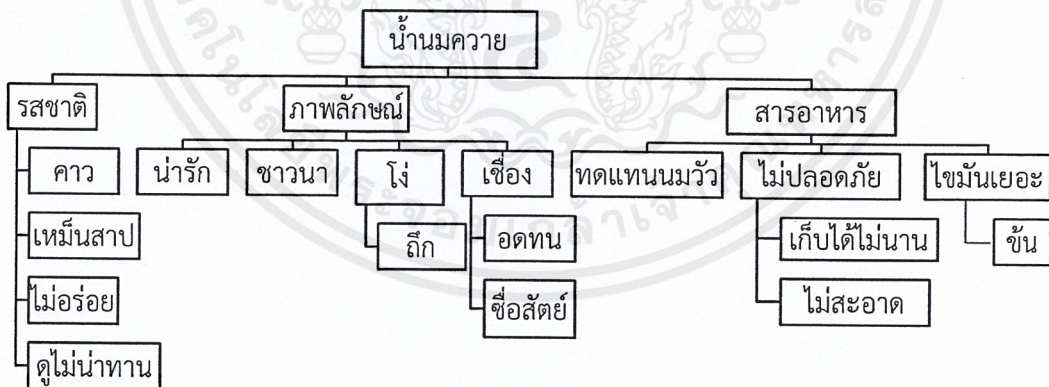 น้ำนมควาย
รสชาติ ภาพลักษณ์ สารอาหาร
คาว น่ารัก ชาวนา โง่ เชื่อง ทดแทนนมวัว ไม่ปลอดภัย ไขมันเยอะ
เหม็นสาป ถึก อดทน เก็บได้ไม่นาน ข้น
ไม่อร่อย ซื่อสัตย์ ไม่สะอาด
ดูไม่น่าทาน